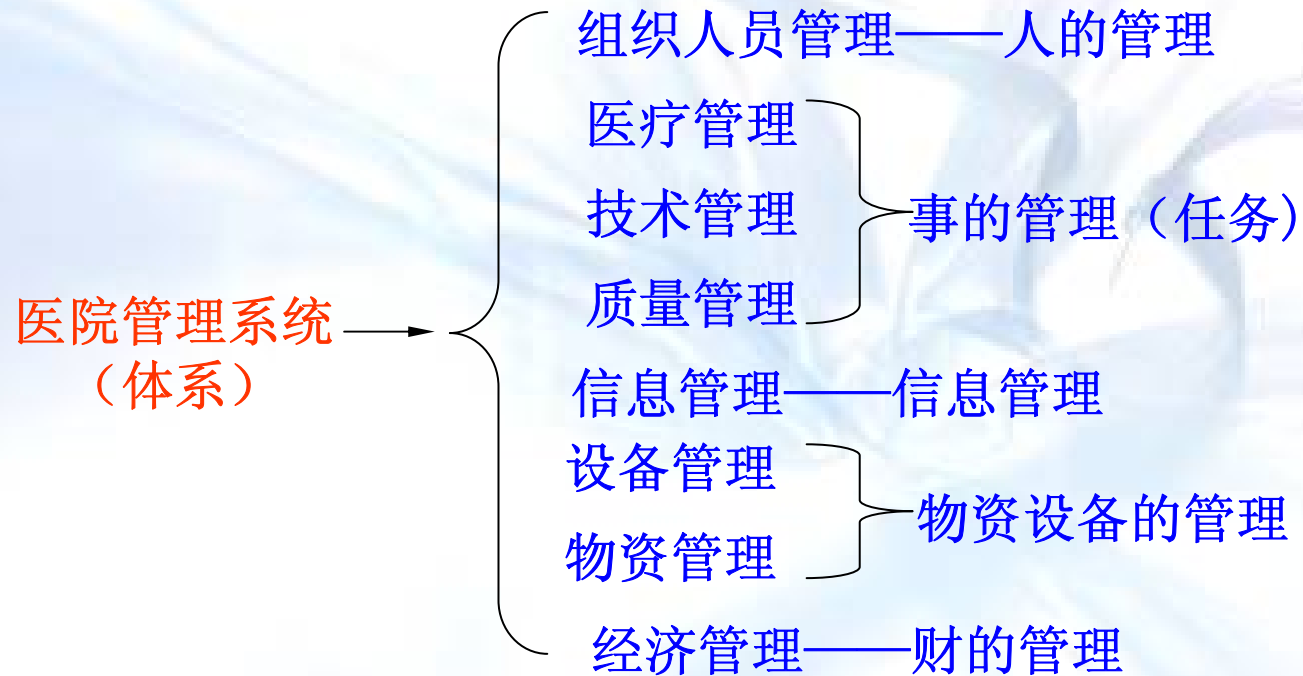 组织人员管理——人的管理
医疗管理
技术管理
事的管理（任务）
质量管理
医院管理系统
（体系）
信息管理——信息管理
设备管理
物资设备的管理
物资管理
经济管理——财的管理